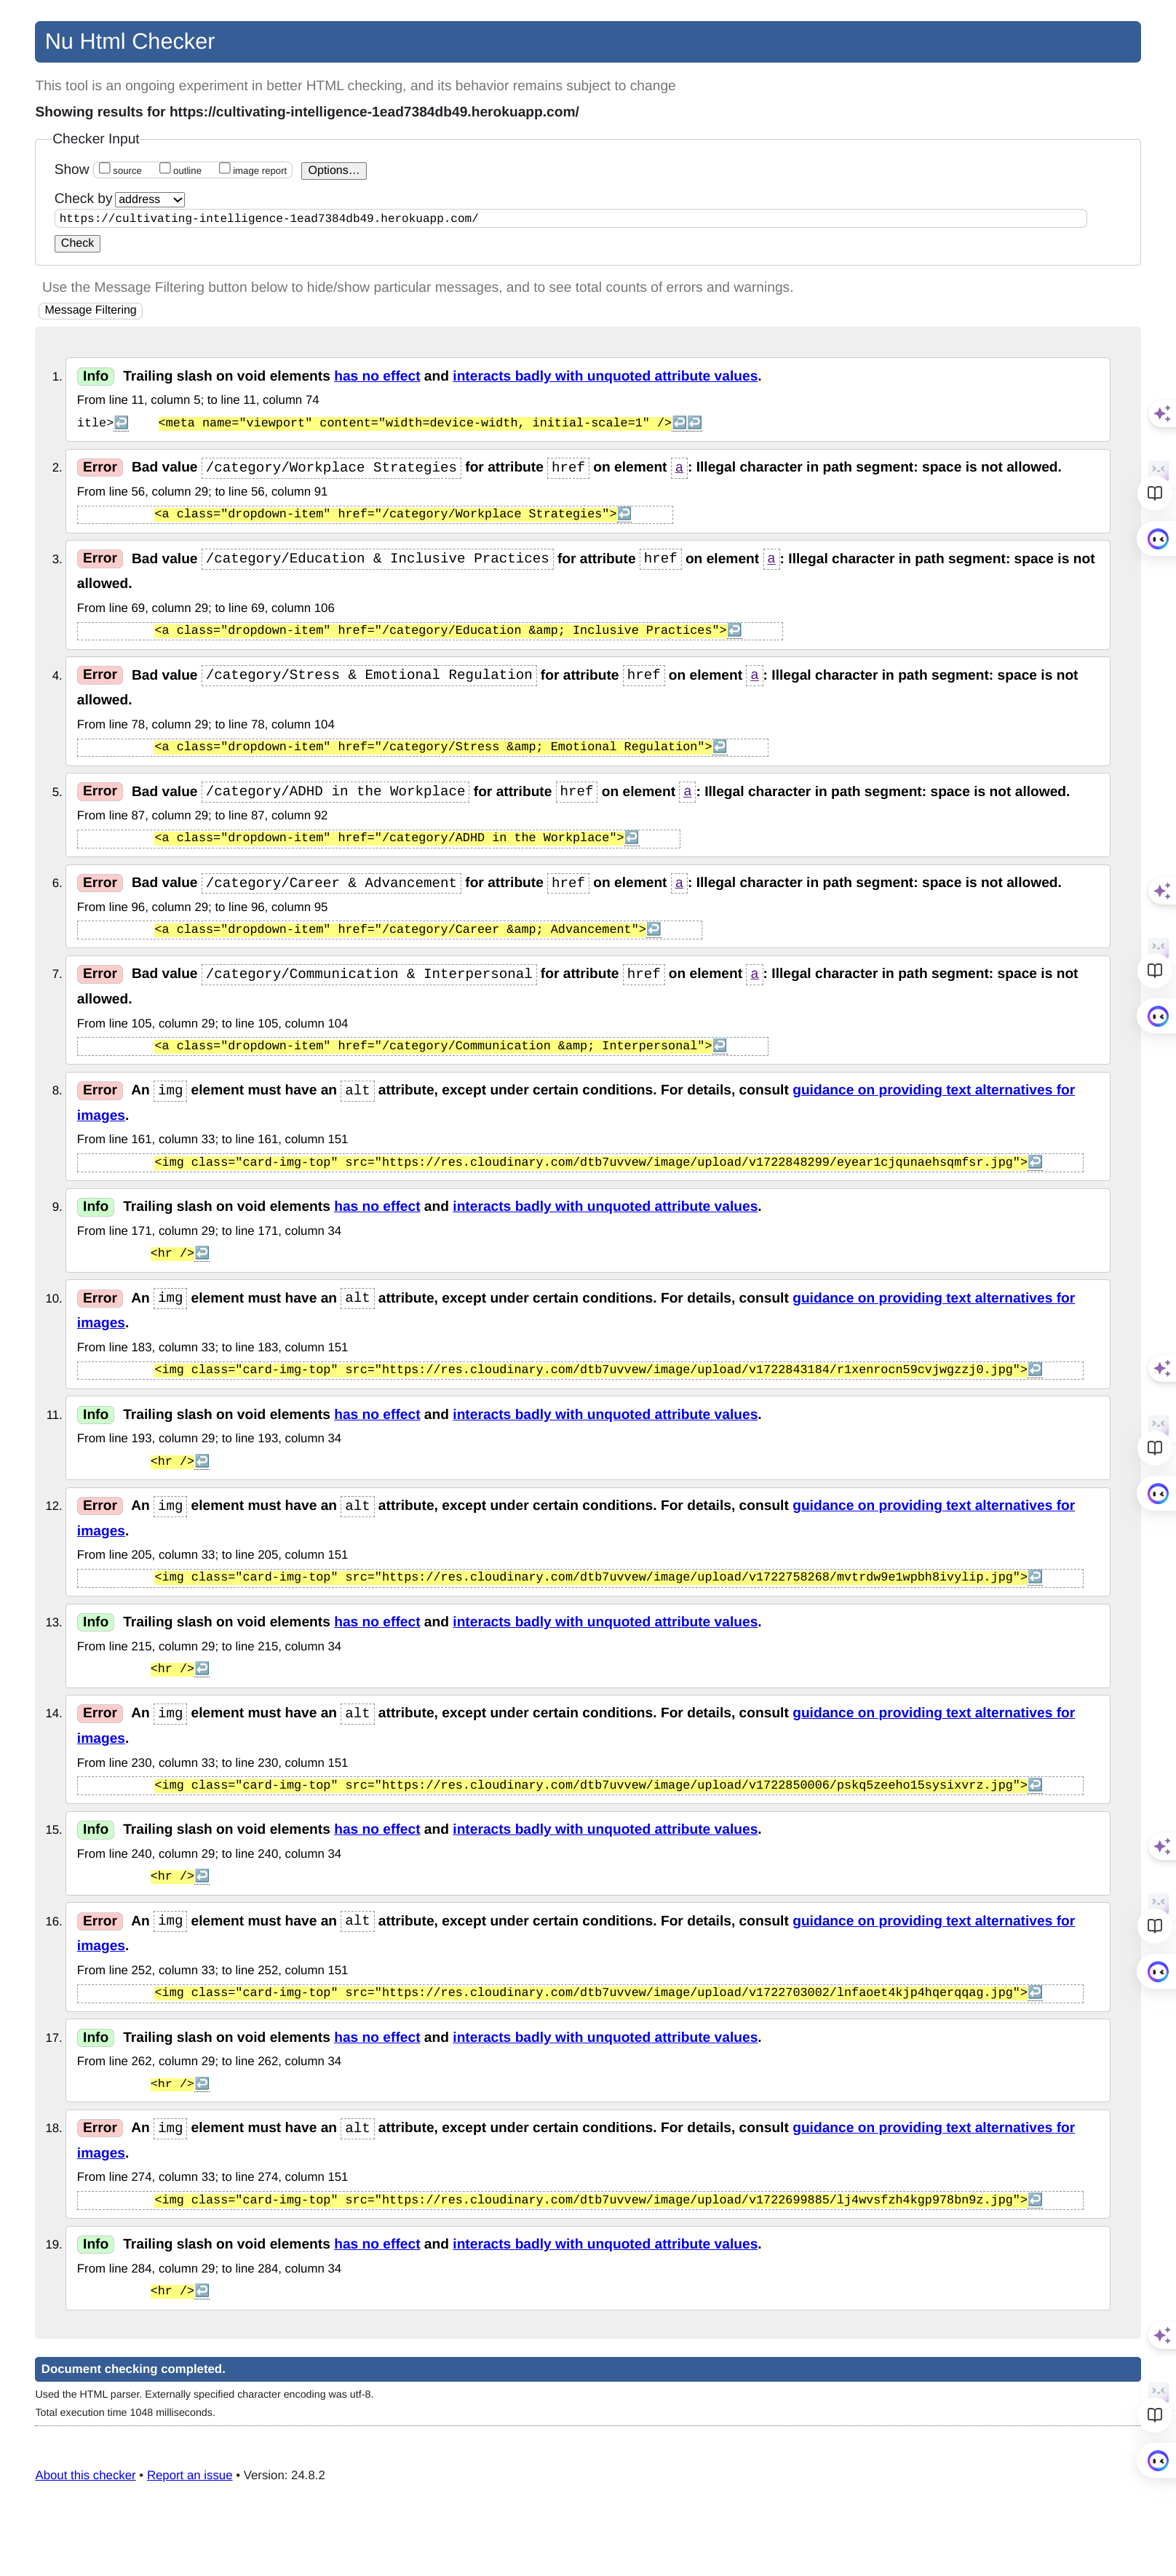 Nu Html Checker
This tool is an ongoing experiment in better HTML checking, and its behavior remains subject to change
Showing results for https://cultivating-intelligence-1ead7384db49.herokuapp.com/
Checker Input
Show source outline image report Options…
Check by address
https://cultivating-intelligence-1ead7384db49.herokuapp.com/
Check
Use the Message Filtering button below to hide/show particular messages, and to see total counts of errors and warnings.
Message Filtering
1. Info Trailing slash on void elements has no effect and interacts badly with unquoted attribute values.
From line 11, column 5; to line 11, column 74
itle>↩ <meta name="viewport" content="width=device-width, initial-scale=1" />↩↩
2. Error Bad value /category/Workplace Strategies for attribute href on element a: Illegal character in path segment: space is not allowed.
From line 56, column 29; to line 56, column 91
<a class="dropdown-item" href="/category/Workplace Strategies">↩
3. Error Bad value /category/Education & Inclusive Practices for attribute href on element a: Illegal character in path segment: space is not
allowed.
From line 69, column 29; to line 69, column 106
<a class="dropdown-item" href="/category/Education &amp; Inclusive Practices">↩
4. Error Bad value /category/Stress & Emotional Regulation for attribute href on element a: Illegal character in path segment: space is not
allowed.
From line 78, column 29; to line 78, column 104
<a class="dropdown-item" href="/category/Stress &amp; Emotional Regulation">↩
5. Error Bad value /category/ADHD in the Workplace for attribute href on element a: Illegal character in path segment: space is not allowed.
From line 87, column 29; to line 87, column 92
<a class="dropdown-item" href="/category/ADHD in the Workplace">↩
6. Error Bad value /category/Career & Advancement for attribute href on element a: Illegal character in path segment: space is not allowed.
From line 96, column 29; to line 96, column 95
<a class="dropdown-item" href="/category/Career &amp; Advancement">↩
7. Error Bad value /category/Communication & Interpersonal for attribute href on element a: Illegal character in path segment: space is not
allowed.
From line 105, column 29; to line 105, column 104
<a class="dropdown-item" href="/category/Communication &amp; Interpersonal">↩
8. Error An img element must have an alt attribute, except under certain conditions. For details, consult guidance on providing text alternatives for
images.
From line 161, column 33; to line 161, column 151
<img class="card-img-top" src="https://res.cloudinary.com/dtb7uvvew/image/upload/v1722848299/eyear1cjqunaehsqmfsr.jpg">↩
9. Info Trailing slash on void elements has no effect and interacts badly with unquoted attribute values.
From line 171, column 29; to line 171, column 34
<hr />↩
10. Error An img element must have an alt attribute, except under certain conditions. For details, consult guidance on providing text alternatives for
images.
From line 183, column 33; to line 183, column 151
<img class="card-img-top" src="https://res.cloudinary.com/dtb7uvvew/image/upload/v1722843184/r1xenrocn59cvjwgzzj0.jpg">↩
11. Info Trailing slash on void elements has no effect and interacts badly with unquoted attribute values.
From line 193, column 29; to line 193, column 34
<hr />↩
12. Error An img element must have an alt attribute, except under certain conditions. For details, consult guidance on providing text alternatives for
images.
From line 205, column 33; to line 205, column 151
<img class="card-img-top" src="https://res.cloudinary.com/dtb7uvvew/image/upload/v1722758268/mvtrdw9e1wpbh8ivylip.jpg">↩
13. Info Trailing slash on void elements has no effect and interacts badly with unquoted attribute values.
From line 215, column 29; to line 215, column 34
<hr />↩
14. Error An img element must have an alt attribute, except under certain conditions. For details, consult guidance on providing text alternatives for
images.
From line 230, column 33; to line 230, column 151
<img class="card-img-top" src="https://res.cloudinary.com/dtb7uvvew/image/upload/v1722850006/pskq5zeeho15sysixvrz.jpg">↩
15. Info Trailing slash on void elements has no effect and interacts badly with unquoted attribute values.
From line 240, column 29; to line 240, column 34
<hr />↩
16. Error An img element must have an alt attribute, except under certain conditions. For details, consult guidance on providing text alternatives for
images.
From line 252, column 33; to line 252, column 151
<img class="card-img-top" src="https://res.cloudinary.com/dtb7uvvew/image/upload/v1722703002/lnfaoet4kjp4hqerqqag.jpg">↩
17. Info Trailing slash on void elements has no effect and interacts badly with unquoted attribute values.
From line 262, column 29; to line 262, column 34
<hr />↩
18. Error An img element must have an alt attribute, except under certain conditions. For details, consult guidance on providing text alternatives for
images.
From line 274, column 33; to line 274, column 151
<img class="card-img-top" src="https://res.cloudinary.com/dtb7uvvew/image/upload/v1722699885/lj4wvsfzh4kgp978bn9z.jpg">↩
19. Info Trailing slash on void elements has no effect and interacts badly with unquoted attribute values.
From line 284, column 29; to line 284, column 34
<hr />↩
Document checking completed.
Used the HTML parser. Externally specified character encoding was utf-8.
Total execution time 1048 milliseconds.
About this checker • Report an issue • Version: 24.8.2